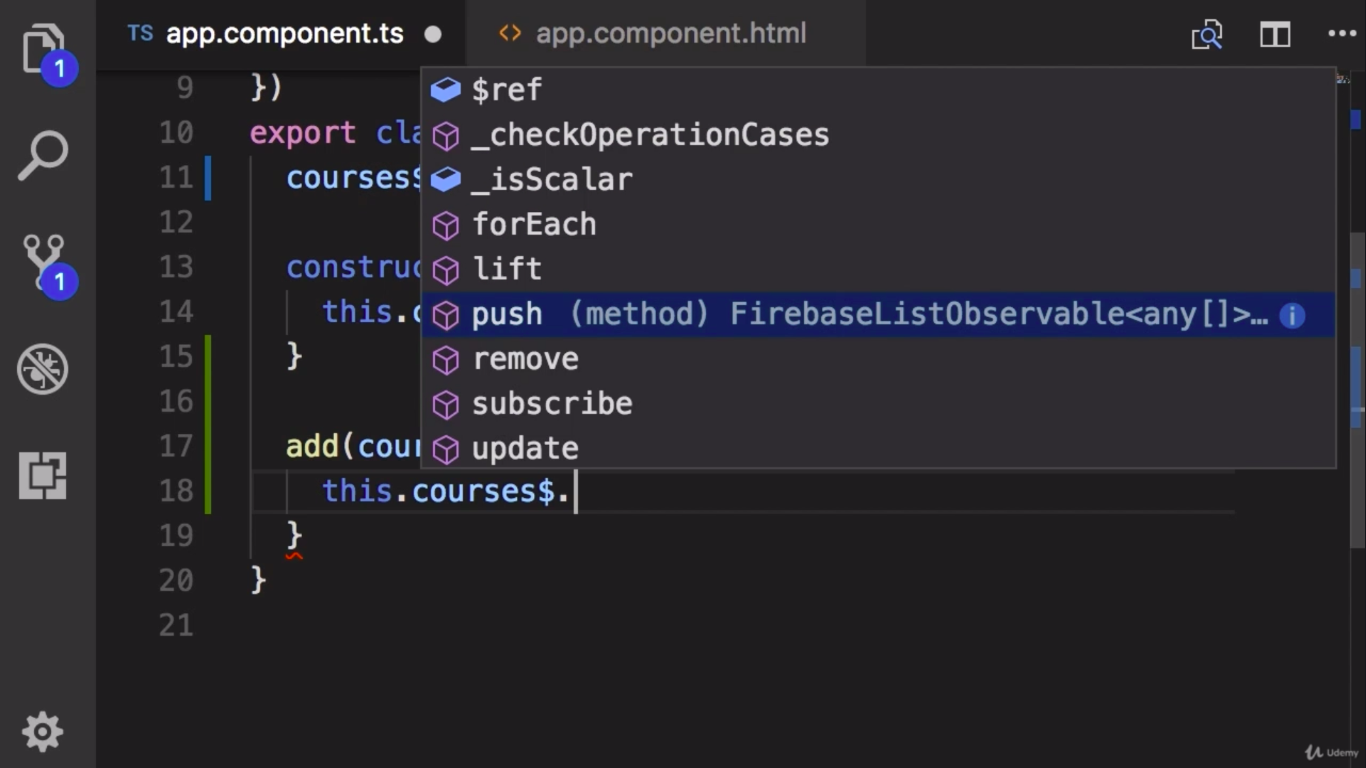 TS app.component.ts app.component.html
1
1
9 })
10 export cla
11 courses$
12
13 construc
14 this.c
15 }
16
17 add(cour
18 this.courses$.
19 }
20 }
21
$ref
_checkOperationCases
_isScalar
forEach
lift
push (method) FirebaseListObservable<any[]>… i
remove
subscribe
update
Udemy